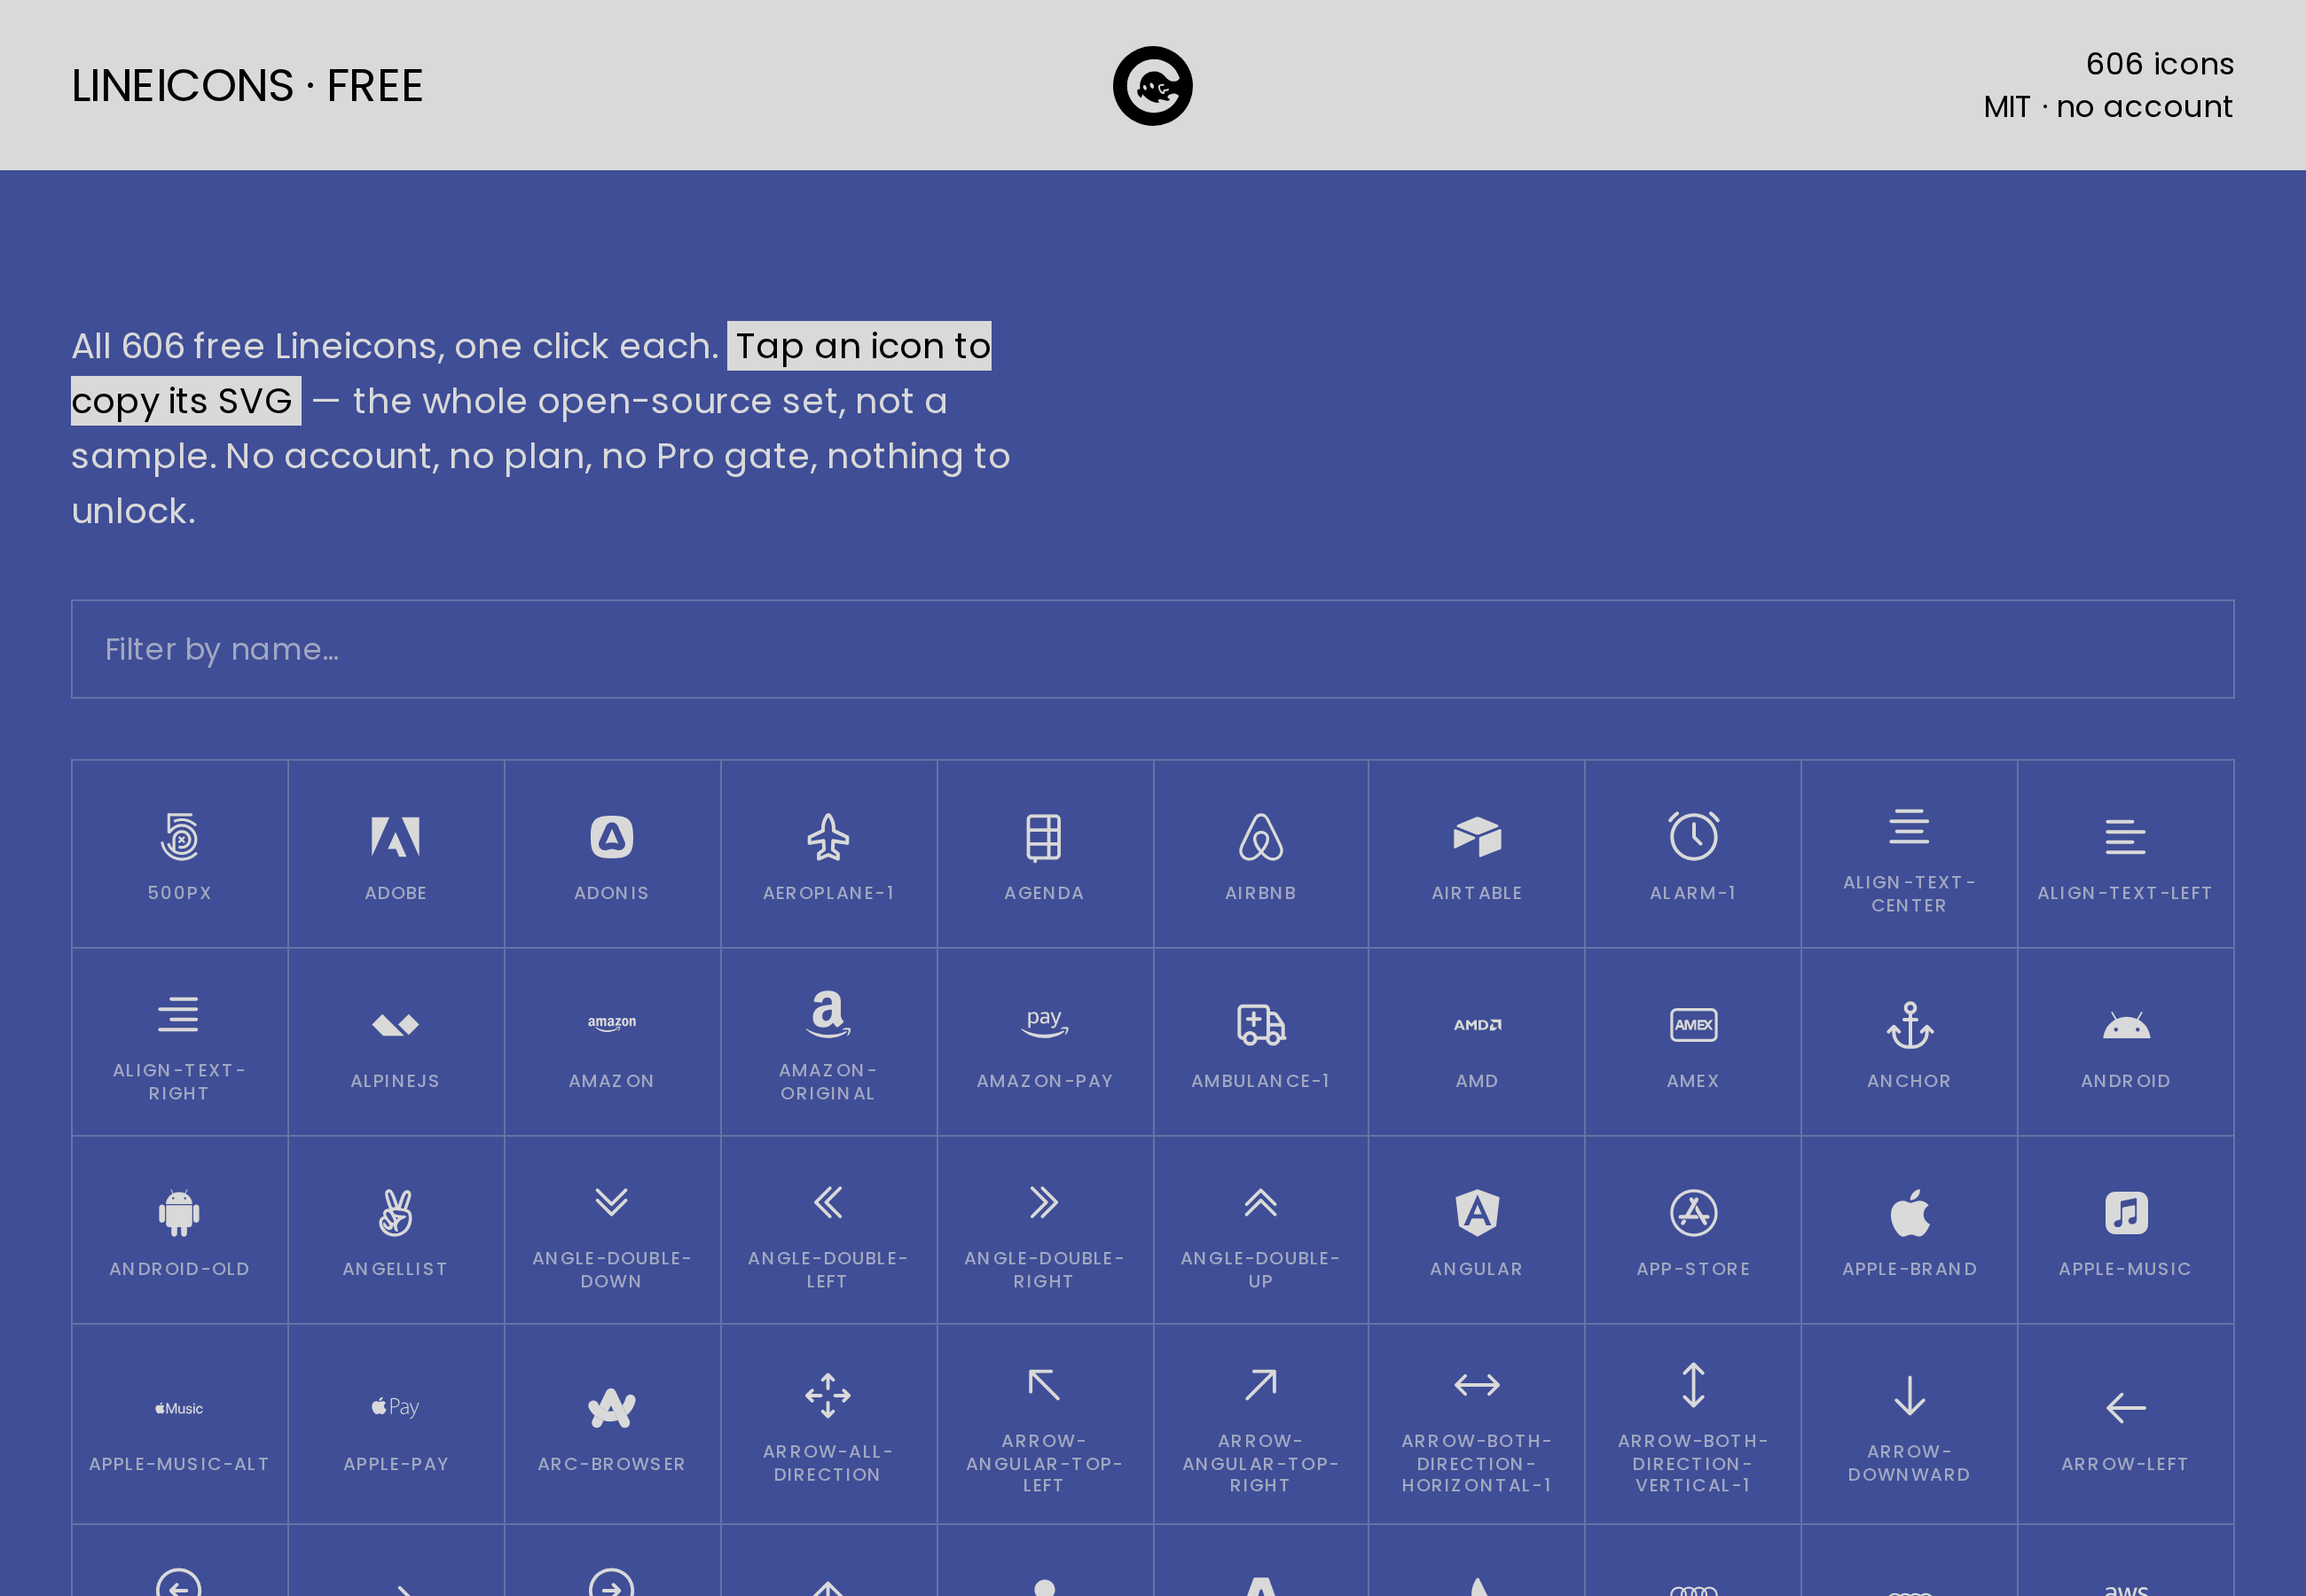 LINEICONS · FREE
606 icons
MIT · no account
All 606 free Lineicons, one click each. Tap an icon to
copy its SVG — the whole open-source set, not a
sample. No account, no plan, no Pro gate, nothing to
unlock.
Filter by name…
500PX
ADOBE
ADONIS
AEROPLANE-1
AGENDA
AIRBNB
AIRTABLE
ALARM-1
ALIGN-TEXT-
CENTER
ALIGN-TEXT-LEFT
ALIGN-TEXT-
RIGHT
ALPINEJS
amazon
AMAZON
a
AMAZON-
ORIGINAL
pay
AMAZON-PAY
AMBULANCE-1
AMD
AMD
AMEX
AMEX
ANCHOR
ANDROID
ANDROID-OLD
ANGELLIST
ANGLE-DOUBLE-
DOWN
ANGLE-DOUBLE-
LEFT
ANGLE-DOUBLE-
RIGHT
ANGLE-DOUBLE-
UP
A
ANGULAR
APP-STORE
APPLE-BRAND
APPLE-MUSIC
Music
APPLE-MUSIC-ALT
Pay
APPLE-PAY
ARC-BROWSER
ARROW-ALL-
DIRECTION
ARROW-
ANGULAR-TOP-
LEFT
ARROW-
ANGULAR-TOP-
RIGHT
ARROW-BOTH-
DIRECTION-
HORIZONTAL-1
ARROW-BOTH-
DIRECTION-
VERTICAL-1
ARROW-
DOWNWARD
ARROW-LEFT
aws